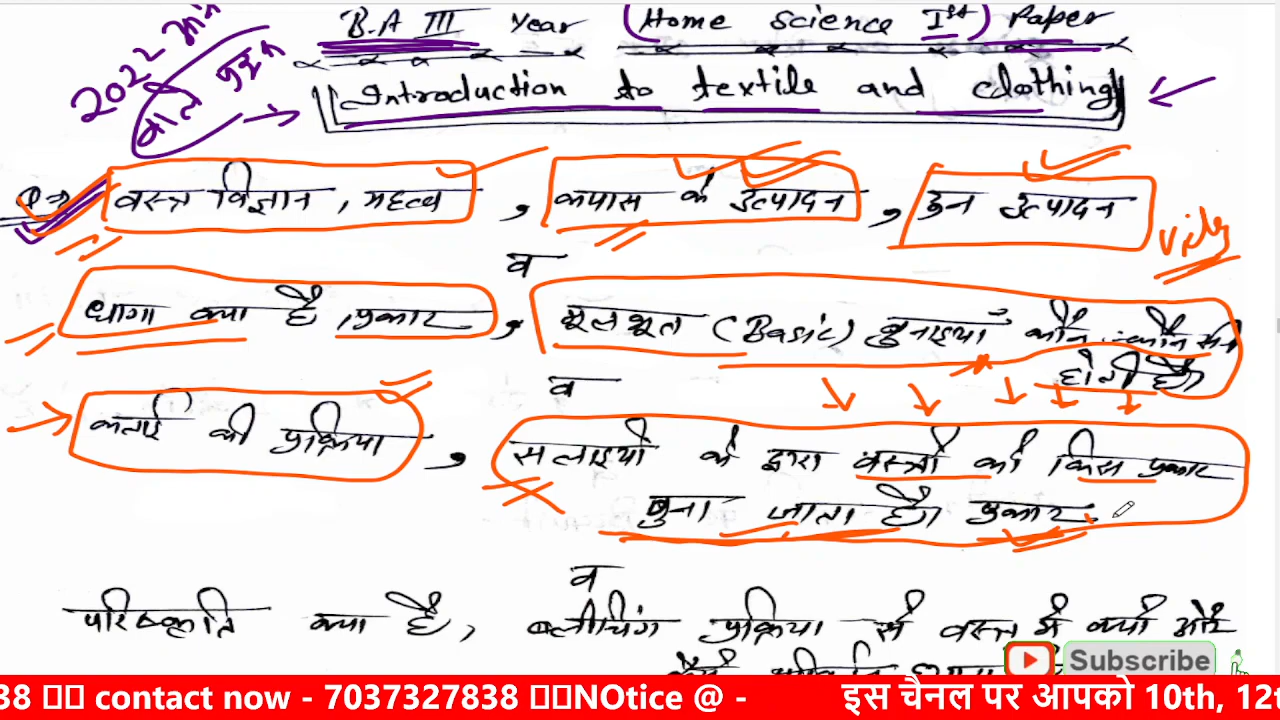 B.A III Year (Home Science Ist) Paper
Introduction to textile and clothing
2022 में पूछे जाने वाले प्रश्न
वस्त्र विज्ञान, महत्व, कपास के उत्पादन, ऊन उत्पादन
व
धागा क्या है, प्रकार, मूलभूत (Basic) बुनाइयाँ कौन-कौन सी होती है।
व
कताई की प्रक्रिया, सलाइयों के द्वारा वस्त्रों को किस प्रकार
बुना जाता है। प्रकार
व
परिष्कृति क्या है, ब्लीचिंग प्रक्रिया से वस्त्र में क्यों और
Subscribe
38 contact now - 7037327838 NOtice @ - इस चैनल पर आपको 10th, 12t